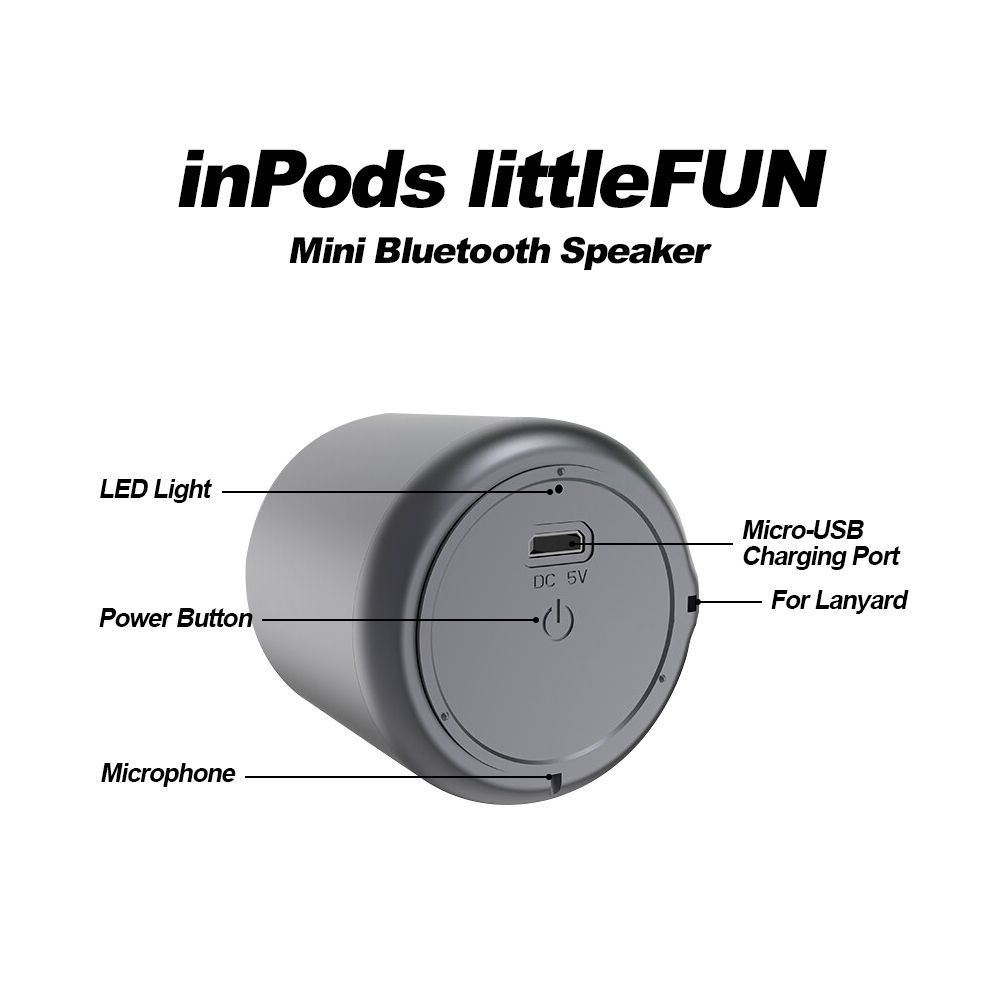 inPods littleFUN
Mini Bluetooth Speaker
LED Light
Micro-USB
Charging Port
DC 5V
For Lanyard
Power Button
Microphone